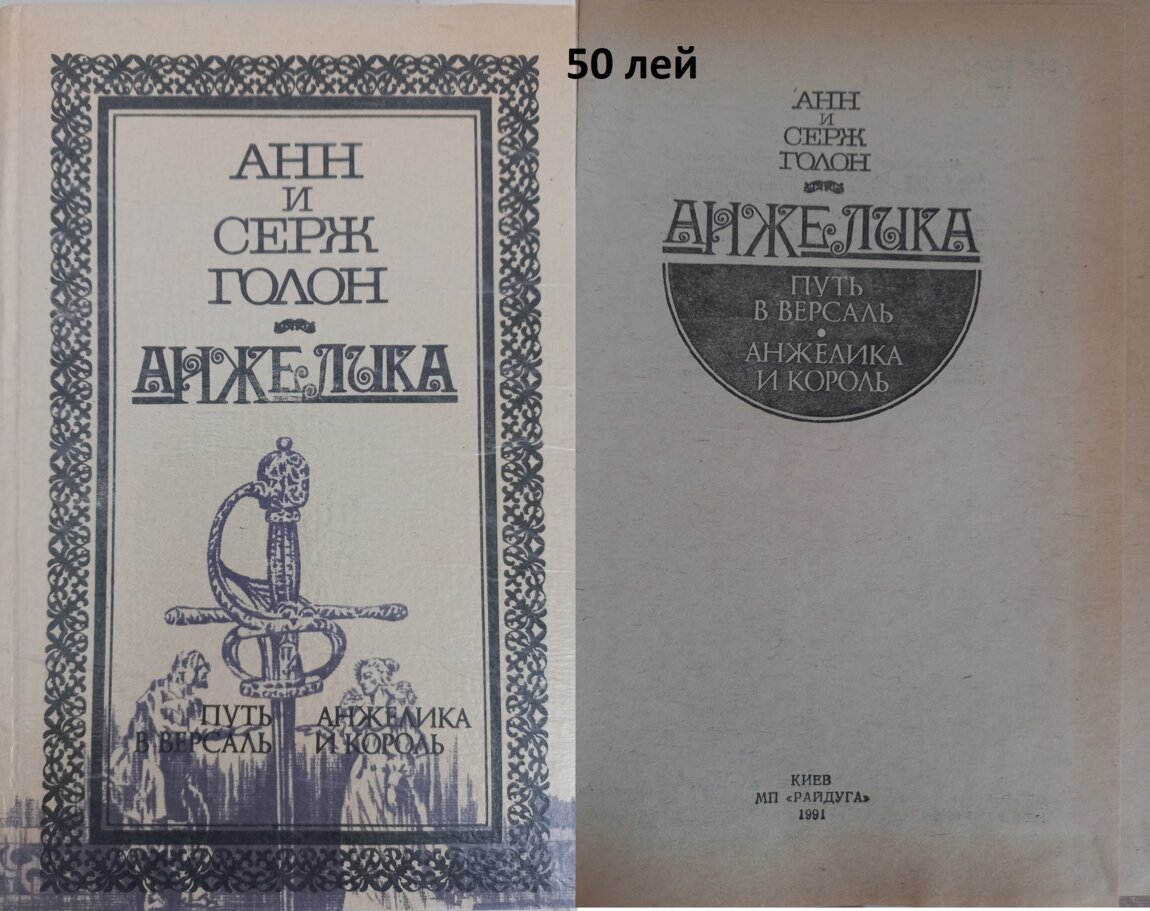 АНН
И
СЕРЖ
ГОЛОН
АНЖЕЛИКА
ПУТЬ
В ВЕРСАЛЬ
АНЖЕЛИКА
И КОРОЛЬ
50 лей
АНН
И
СЕРЖ
ГОЛОН
АНЖЕЛИКА
ПУТЬ
В ВЕРСАЛЬ
•
АНЖЕЛИКА
И КОРОЛЬ
КИЕВ
МП «РАЙДУГА»
1991